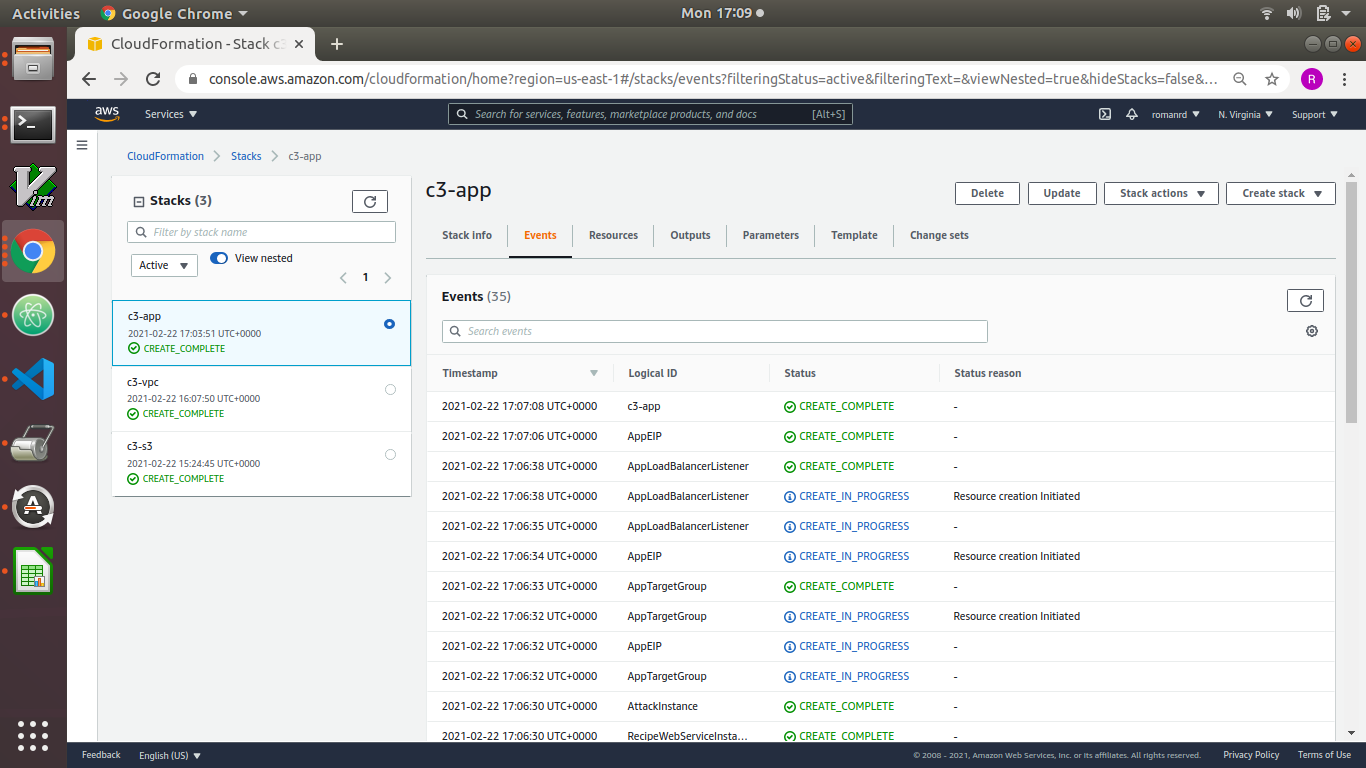 Activities Google Chrome Mon 17:09
CloudFormation - Stack c3
console.aws.amazon.com/cloudformation/home?region=us-east-1#/stacks/events?filteringStatus=active&filteringText=&viewNested=true&hideStacks=false&...
R
aws Services Search for services, features, marketplace products, and docs [Alt+S] romanrd N. Virginia Support
CloudFormation Stacks c3-app
Stacks (3)
Filter by stack name
Active View nested
1
c3-app
2021-02-22 17:03:51 UTC+0000
CREATE_COMPLETE
c3-vpc
2021-02-22 16:07:50 UTC+0000
CREATE_COMPLETE
c3-s3
2021-02-22 15:24:45 UTC+0000
CREATE_COMPLETE
c3-app
Delete Update Stack actions Create stack
Stack info Events Resources Outputs Parameters Template Change sets
Events (35)
Search events
Timestamp Logical ID Status Status reason
2021-02-22 17:07:08 UTC+0000 c3-app CREATE_COMPLETE -
2021-02-22 17:07:06 UTC+0000 AppEIP CREATE_COMPLETE -
2021-02-22 17:06:38 UTC+0000 AppLoadBalancerListener CREATE_COMPLETE -
2021-02-22 17:06:38 UTC+0000 AppLoadBalancerListener CREATE_IN_PROGRESS Resource creation Initiated
2021-02-22 17:06:35 UTC+0000 AppLoadBalancerListener CREATE_IN_PROGRESS -
2021-02-22 17:06:34 UTC+0000 AppEIP CREATE_IN_PROGRESS Resource creation Initiated
2021-02-22 17:06:33 UTC+0000 AppTargetGroup CREATE_COMPLETE -
2021-02-22 17:06:32 UTC+0000 AppTargetGroup CREATE_IN_PROGRESS Resource creation Initiated
2021-02-22 17:06:32 UTC+0000 AppEIP CREATE_IN_PROGRESS -
2021-02-22 17:06:32 UTC+0000 AppTargetGroup CREATE_IN_PROGRESS -
2021-02-22 17:06:30 UTC+0000 AttackInstance CREATE_COMPLETE -
2021-02-22 17:06:30 UTC+0000 RecipeWebServiceInsta... CREATE_COMPLETE -
Feedback English (US) © 2008 - 2021, Amazon Web Services, Inc. or its affiliates. All rights reserved. Privacy Policy Terms of Use